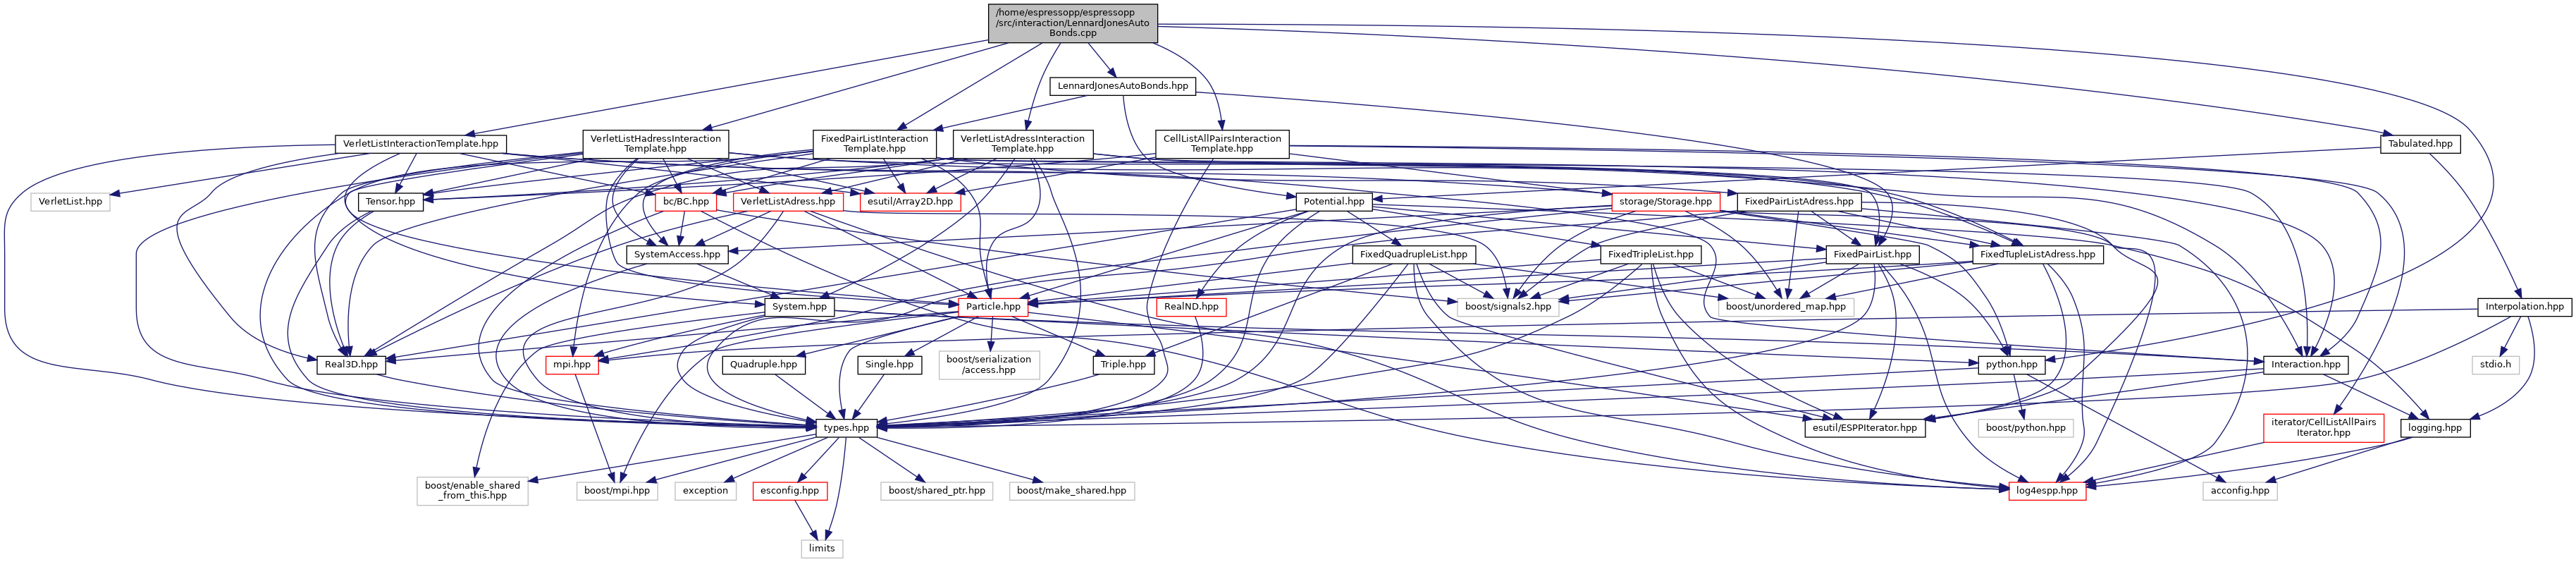 /home/espressopp/espressopp
/src/interaction/LennardJonesAuto
Bonds.cpp
LennardJonesAutoBonds.hpp
VerletListInteractionTemplate.hpp
VerletListHadressInteraction
Template.hpp
FixedPairListInteraction
Template.hpp
VerletListAdressInteraction
Template.hpp
CellListAllPairsInteraction
Template.hpp
Tabulated.hpp
VerletList.hpp
Tensor.hpp
bc/BC.hpp
VerletListAdress.hpp
esutil/Array2D.hpp
Potential.hpp
storage/Storage.hpp
FixedPairListAdress.hpp
SystemAccess.hpp
FixedQuadrupleList.hpp
FixedTripleList.hpp
FixedPairList.hpp
FixedTupleListAdress.hpp
System.hpp
Particle.hpp
RealND.hpp
boost/signals2.hpp
boost/unordered_map.hpp
Interpolation.hpp
Real3D.hpp
mpi.hpp
Quadruple.hpp
Single.hpp
boost/serialization
/access.hpp
Triple.hpp
python.hpp
Interaction.hpp
stdio.h
types.hpp
esutil/ESPPIterator.hpp
boost/python.hpp
iterator/CellListAllPairs
Iterator.hpp
logging.hpp
boost/enable_shared
_from_this.hpp
boost/mpi.hpp
exception
esconfig.hpp
boost/shared_ptr.hpp
boost/make_shared.hpp
log4espp.hpp
acconfig.hpp
limits